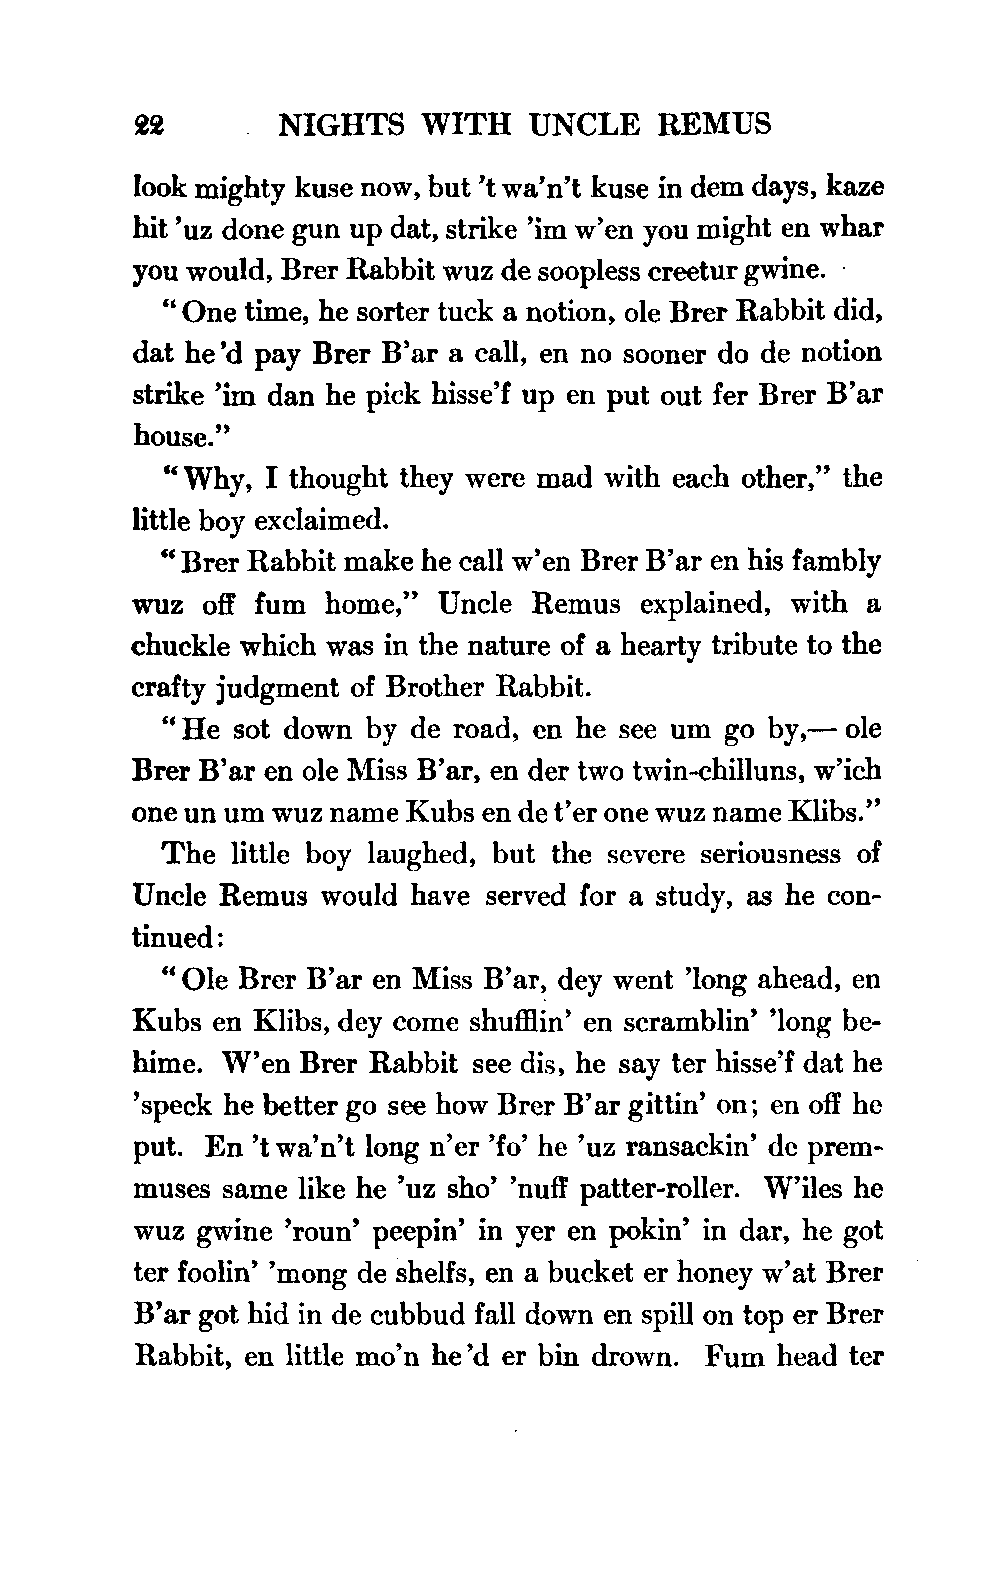 22 NIGHTS WITH UNCLE REMUS
look mighty kuse now, but 't wa'n't kuse in dem days, kaze
hit 'uz done gun up dat, strike 'im w'en you might en whar
you would, Brer Rabbit wuz de soopless creetur gwine.
"One time, he sorter tuck a notion, ole Brer Rabbit did,
dat he 'd pay Brer B'ar a call, en no sooner do de notion
strike 'im dan he pick hisse'f up en put out fer Brer B'ar
house."
"Why, I thought they were mad with each other," the
little boy exclaimed.
"Brer Rabbit make he call w'en Brer B'ar en his fambly
wuz off fum home," Uncle Remus explained, with a
chuckle which was in the nature of a hearty tribute to the
crafty judgment of Brother Rabbit.
"He sot down by de road, en he see um go by,— ole
Brer B'ar en ole Miss B'ar, en der two twin-chilluns, w'ich
one un um wuz name Kubs en de t'er one wuz name Klibs."
The little boy laughed, but the severe seriousness of
Uncle Remus would have served for a study, as he con-
tinued:
"Ole Brer B'ar en Miss B'ar, dey went 'long ahead, en
Kubs en Klibs, dey come shufflin' en scramblin' 'long be-
hime. W'en Brer Rabbit see dis, he say ter hisse'f dat he
'speck he better go see how Brer B'ar gittin' on; en off he
put. En 't wa'n't long n'er 'fo' he 'uz ransackin' de prem-
muses same like he 'uz sho' 'nuff patter-roller. W'iles he
wuz gwine 'roun' peepin' in yer en pokin' in dar, he got
ter foolin' 'mong de shelfs, en a bucket er honey w'at Brer
B'ar got hid in de cubbud fall down en spill on top er Brer
Rabbit, en little mo'n he 'd er bin drown. Fum head ter